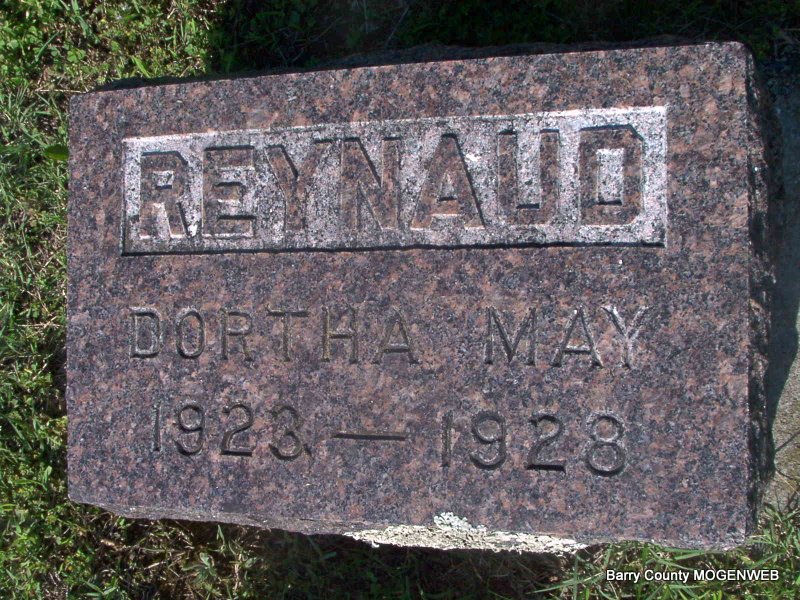 REYNAUD
DORTHA MAY
1923 — 1928
Barry County MOGENWEB